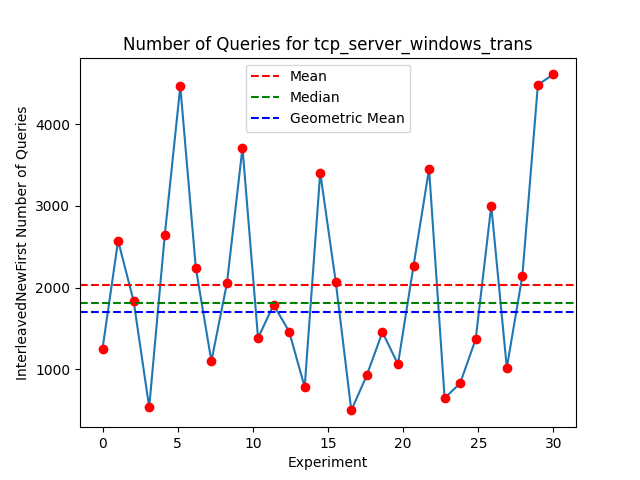 Number of Queries for tcp_server_windows_trans
Mean
Median
Geometric Mean
InterleavedNewFirst Number of Queries
4000
3000
2000
1000
0 5 10 15 20 25 30
Experiment